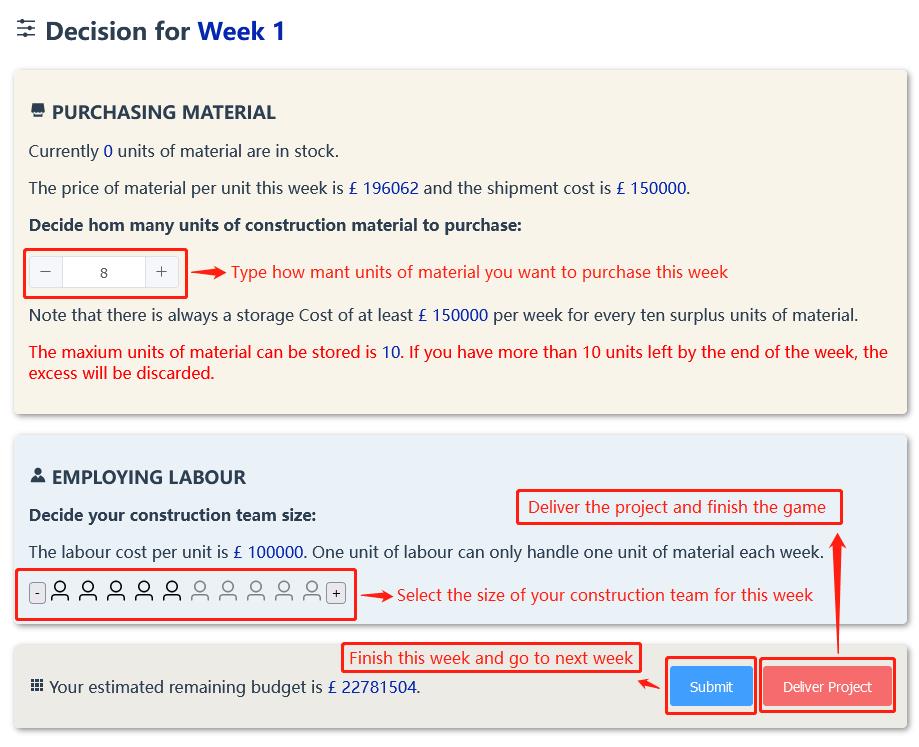 Decision for Week 1
PURCHASING MATERIAL
Currently 0 units of material are in stock.
The price of material per unit this week is £ 196062 and the shipment cost is £ 150000.
Decide hom many units of construction material to purchase:
− 8 + Type how mant units of material you want to purchase this week
Note that there is always a storage Cost of at least £ 150000 per week for every ten surplus units of material.
The maxium units of material can be stored is 10. If you have more than 10 units left by the end of the week, the
excess will be discarded.
EMPLOYING LABOUR
Decide your construction team size:
Deliver the project and finish the game
The labour cost per unit is £ 100000. One unit of labour can only handle one unit of material each week.
- + Select the size of your construction team for this week
Finish this week and go to next week
Your estimated remaining budget is £ 22781504.
Submit
Deliver Project